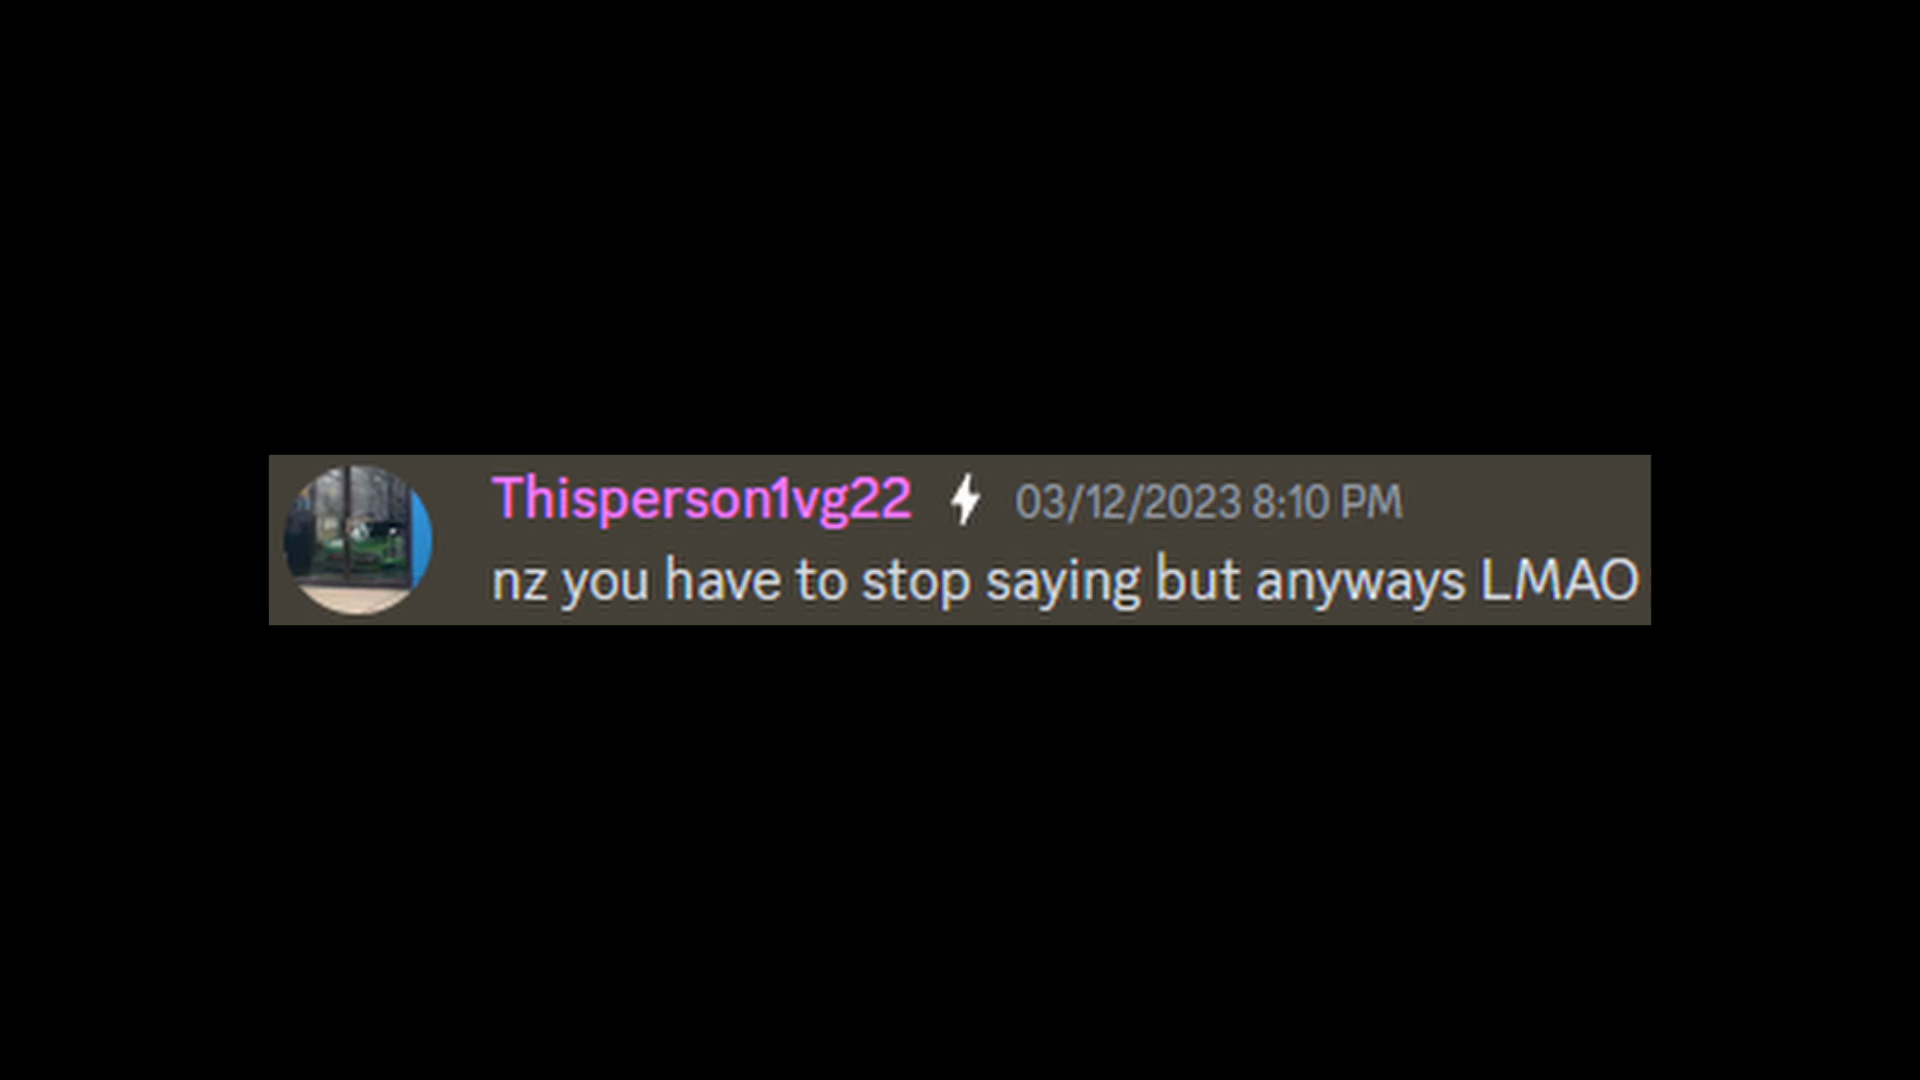 Thisperson1vg22 03/12/2023 8:10 PM
nz you have to stop saying but anyways LMAO